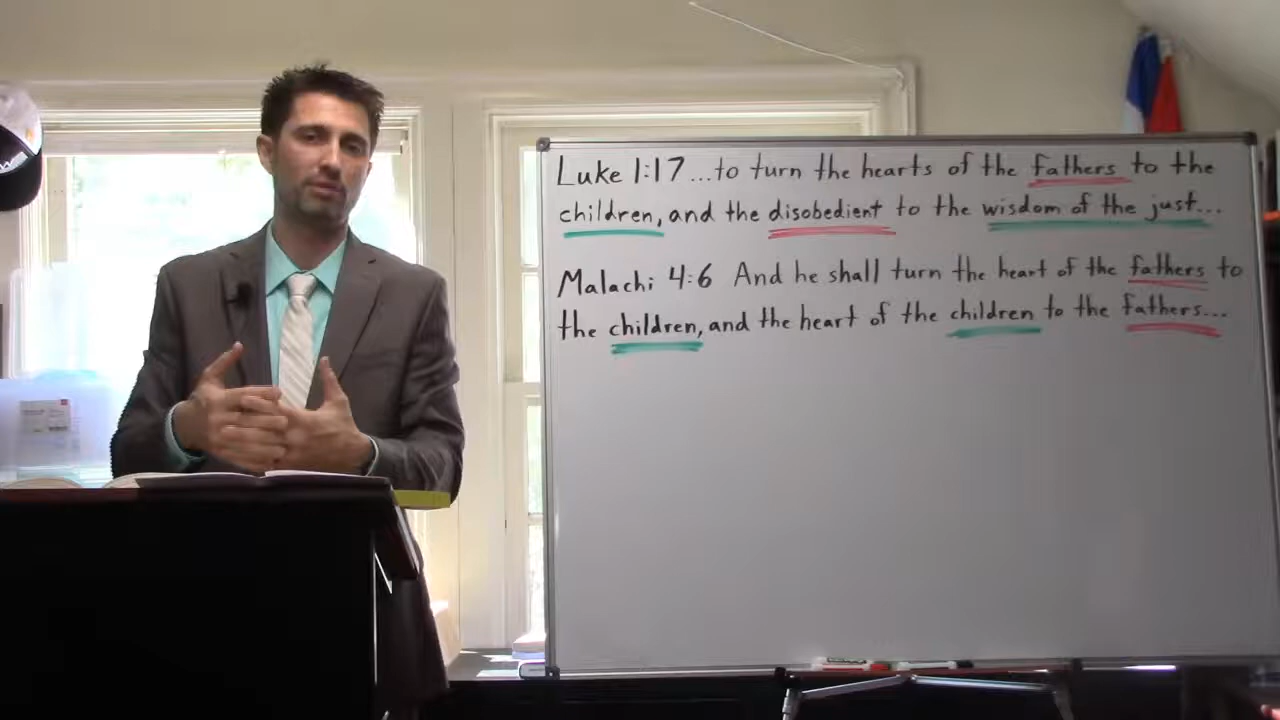 Luke 1:17 ...to turn the hearts of the fathers to the
children, and the disobedient to the wisdom of the just...
Malachi 4:6 And he shall turn the heart of the fathers to
the children, and the heart of the children to the fathers...